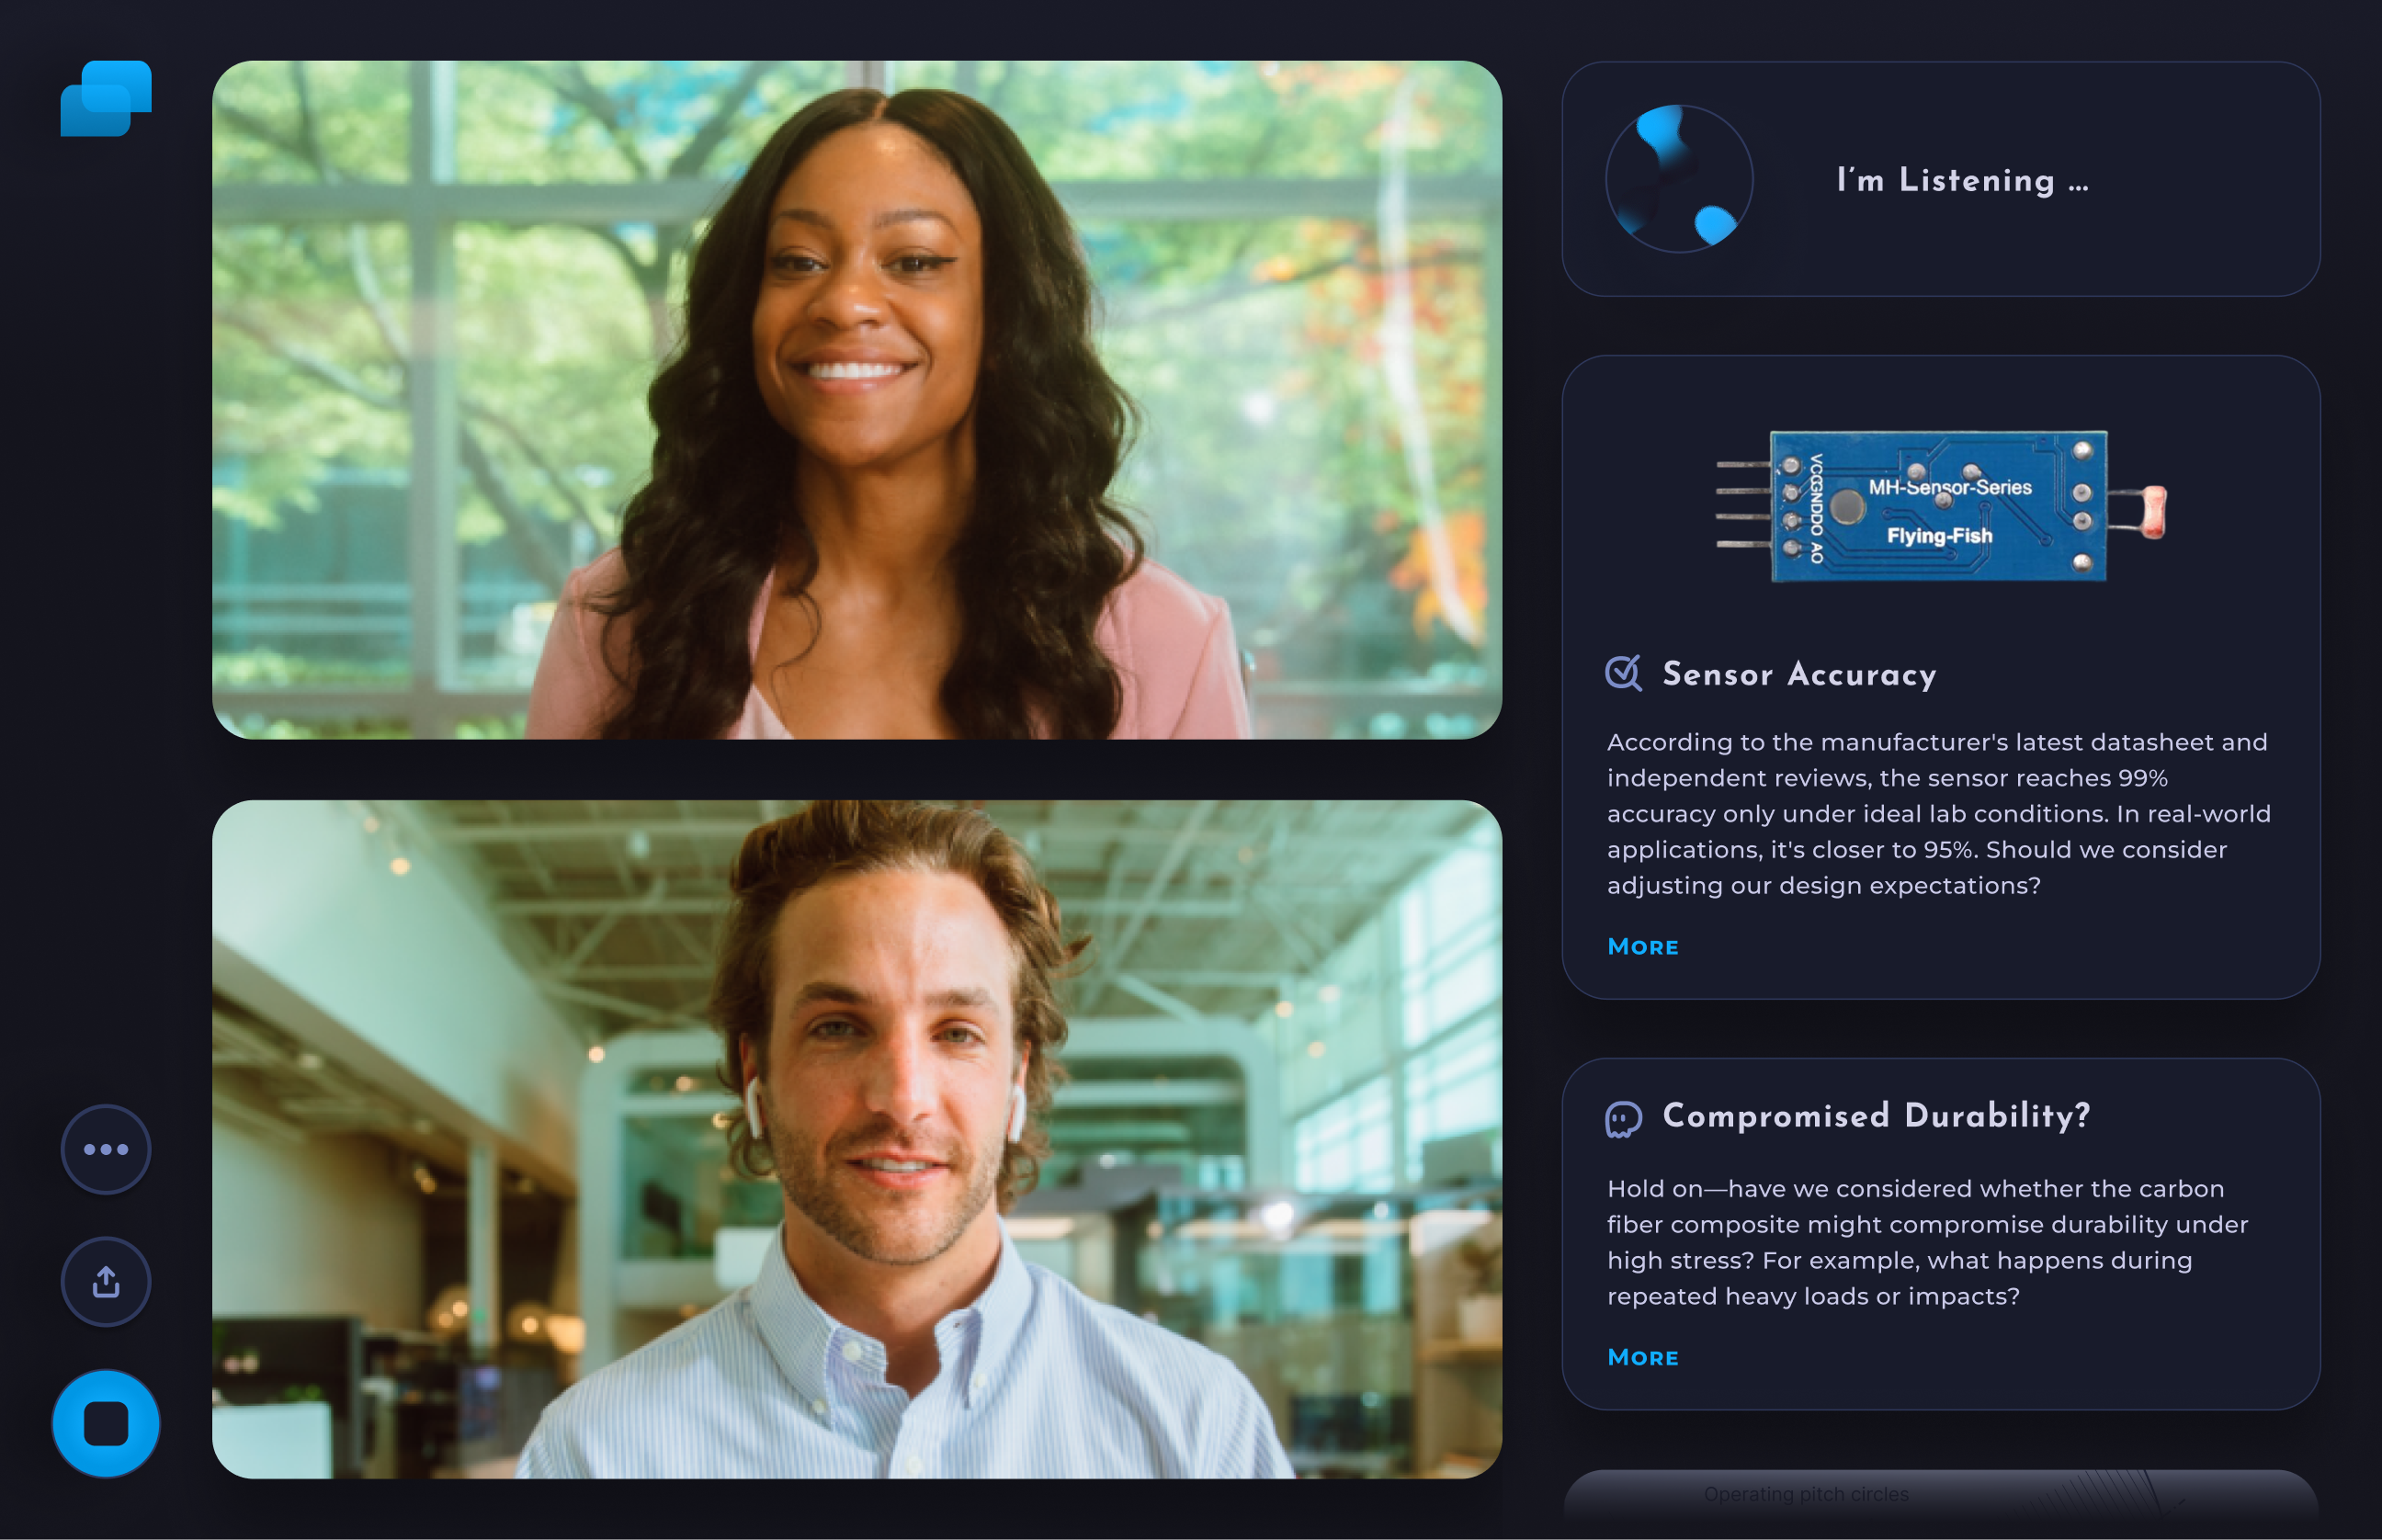 I'm Listening ...
VCC
GND
DO
AO
MH-Sensor-Series
Flying-Fish
Sensor Accuracy
According to the manufacturer's latest datasheet and
independent reviews, the sensor reaches 99%
accuracy only under ideal lab conditions. In real-world
applications, it's closer to 95%. Should we consider
adjusting our design expectations?
MORE
Compromised Durability?
Hold on—have we considered whether the carbon
fiber composite might compromise durability under
high stress? For example, what happens during
repeated heavy loads or impacts?
MORE
Operating pitch circles